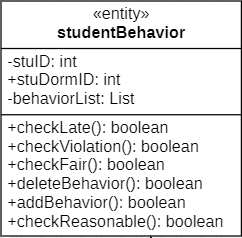 «entity»
studentBehavior
-stuID: int
+stuDormID: int
-behaviorList: List
+checkLate(): boolean
+checkViolation(): boolean
+checkFair(): boolean
+deleteBehavior(): boolean
+addBehavior(): boolean
+checkReasonable(): boolean